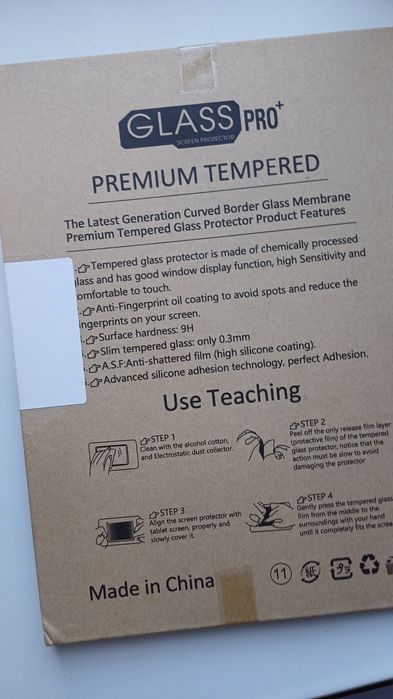 GLASS PRO+
SCREEN PROTECTOR
PREMIUM TEMPERED
The Latest Generation Curved Border Glass Membrane
Premium Tempered Glass Protector Product Features
Tempered glass protector is made of chemically processed
lass and has good window display function, high Sensitivity and
omfortable to touch.
Anti-Fingerprint oil coating to avoid spots and reduce the
ingerprints on your screen.
Surface hardness: 9H
Slim tempered glass: only 0.3mm
A.S.F:Anti-shattered film (high silicone coating).
Advanced silicone adhesion technology, perfect Adhesion.
Use Teaching
STEP 1
Clean with the alcohol cotton,
and Electrostatic dust collector.
STEP 2
Peel off the only release film layer
(protective film) of the tempered
glass protector, notice that the
action must be slow to avoid
damaging the protector
STEP 3
Align the screen protector with
tablet screen, properly and
slowly cover it.
STEP 4
Gently press the tempered glass
film from the middle to the
surroundings with your hand
until it completely fits the scree
Made in China
11 紙